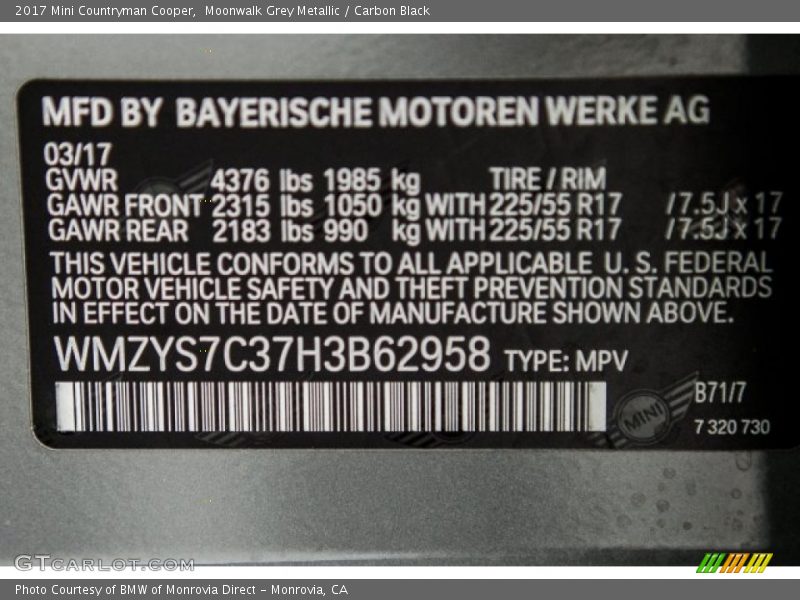 2017 Mini Countryman Cooper,  Moonwalk Grey Metallic / Carbon Black
MFD BY BAYERISCHE MOTOREN WERKE AG
03/17
GVWR 4376 lbs 1985 kg TIRE / RIM
GAWR FRONT 2315 lbs 1050 kg WITH 225/55 R17 / 7.5J x 17
GAWR REAR 2183 lbs 990 kg WITH 225/55 R17 / 7.5J x 17
THIS VEHICLE CONFORMS TO ALL APPLICABLE U. S. FEDERAL
MOTOR VEHICLE SAFETY AND THEFT PREVENTION STANDARDS
IN EFFECT ON THE DATE OF MANUFACTURE SHOWN ABOVE.
WMZYS7C37H3B62958 TYPE: MPV
MINI
B71/7
7 320 730
GTcarlot.com
Photo Courtesy of BMW of Monrovia Direct - Monrovia, CA